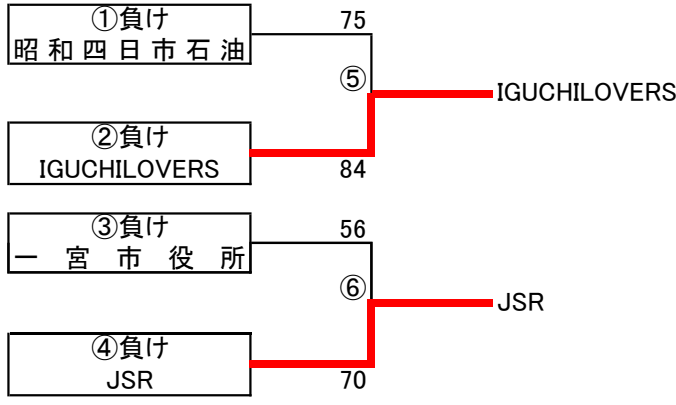 ①負け
昭和四日市石油
75
⑤
IGUCHILOVERS
②負け
IGUCHILOVERS
84
③負け
一宮市役所
56
⑥
JSR
④負け
JSR
70